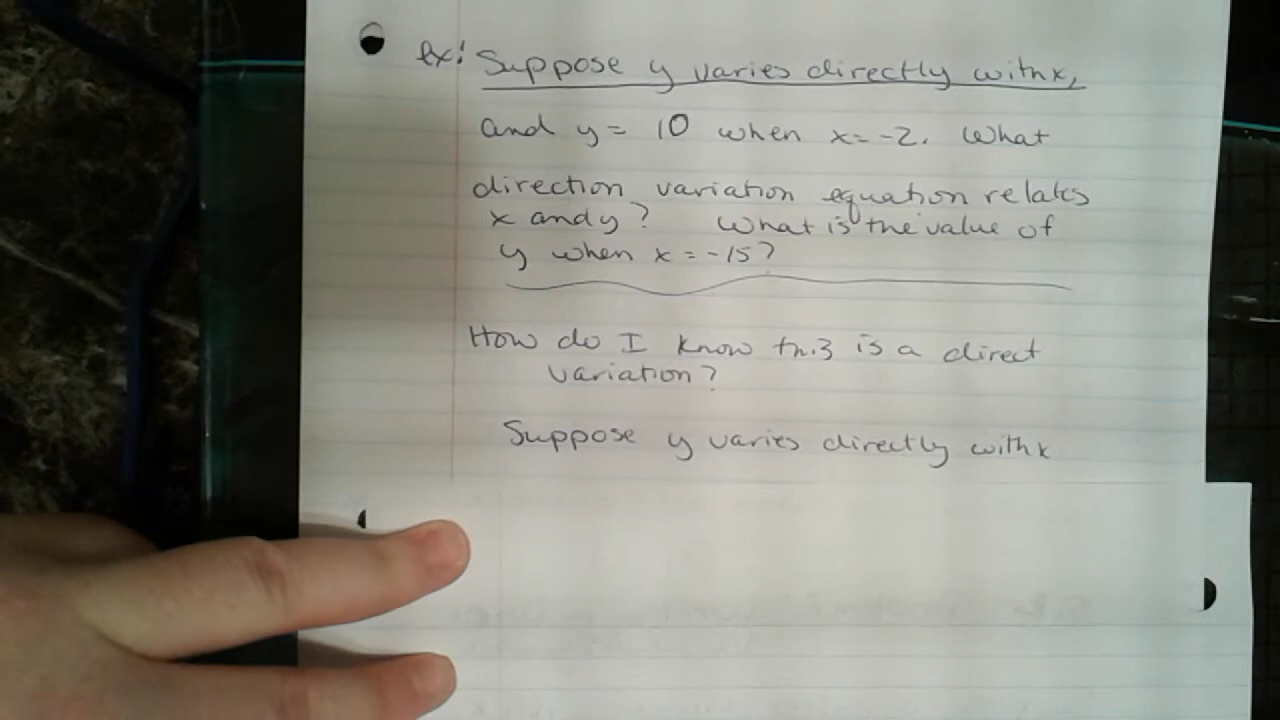 ex: Suppose y varies directly with x,
and y = 10 when x = -2. What
direction variation equation relates
x and y? What is the value of
y when x = -15?
How do I know this is a direct
variation?
Suppose y varies directly with x